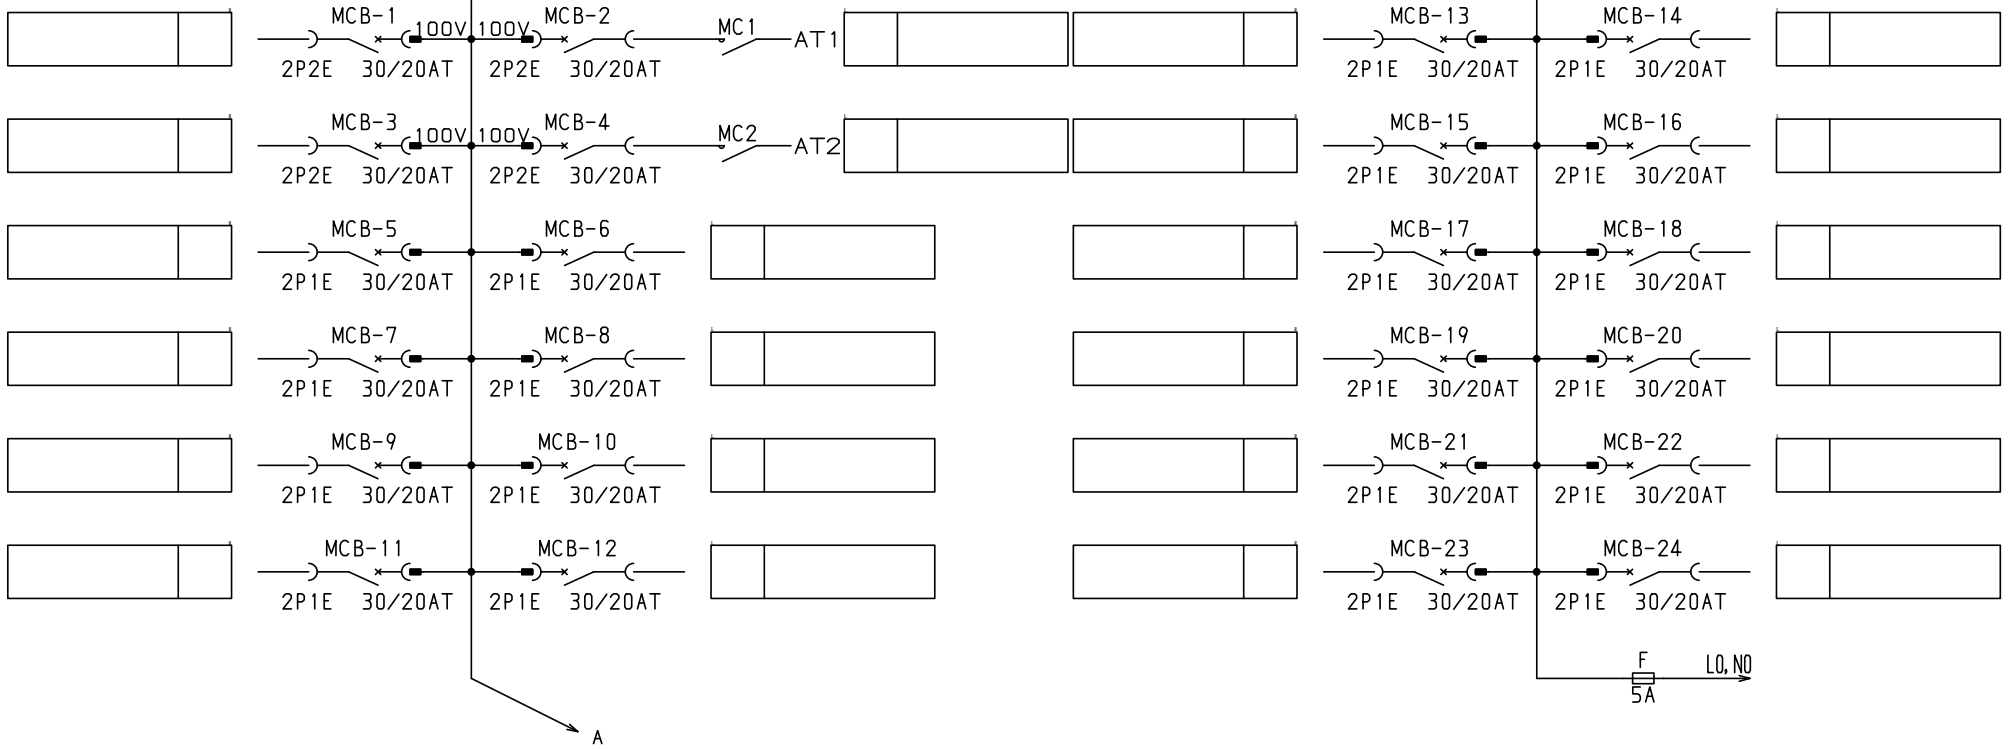 MCB-1 100V 100V MCB-2 MC1 AT1 MCB-13 MCB-14
2P2E 30/20AT 2P2E 30/20AT 2P1E 30/20AT 2P1E 30/20AT
MCB-3 100V 100V MCB-4 MC2 AT2 MCB-15 MCB-16
2P2E 30/20AT 2P2E 30/20AT 2P1E 30/20AT 2P1E 30/20AT
MCB-5 MCB-6 MCB-17 MCB-18
2P1E 30/20AT 2P1E 30/20AT 2P1E 30/20AT 2P1E 30/20AT
MCB-7 MCB-8 MCB-19 MCB-20
2P1E 30/20AT 2P1E 30/20AT 2P1E 30/20AT 2P1E 30/20AT
MCB-9 MCB-10 MCB-21 MCB-22
2P1E 30/20AT 2P1E 30/20AT 2P1E 30/20AT 2P1E 30/20AT
MCB-11 MCB-12 MCB-23 MCB-24
2P1E 30/20AT 2P1E 30/20AT 2P1E 30/20AT 2P1E 30/20AT
F L0,N0
5A
A